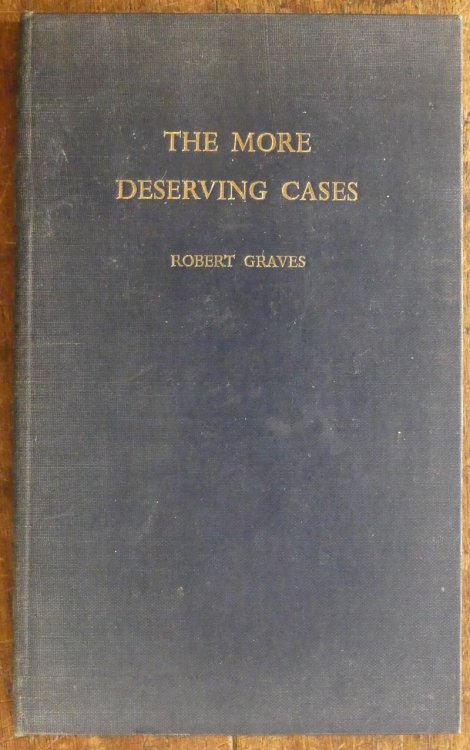 THE MORE
DESERVING CASES
ROBERT GRAVES